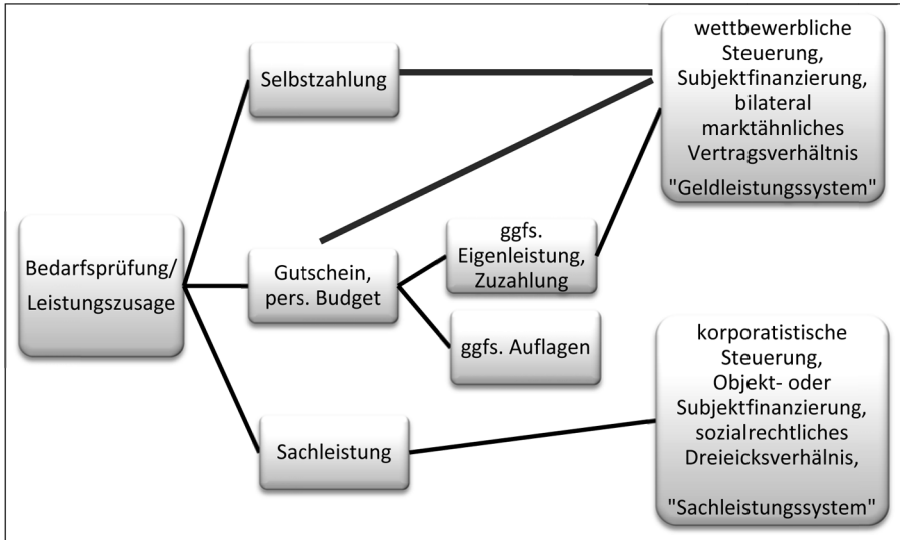 Bedarfsprüfung/
Leistungszusage
Selbstzahlung
Gutschein,
pers. Budget
Sachleistung
ggfs.
Eigenleistung,
Zuzahlung
ggfs. Auflagen
wettbewerbliche
Steuerung,
Subjektfinanzierung,
bilateral
marktähnliches
Vertragsverhältnis
"Geldleistungssystem"
korporatistische
Steuerung,
Objekt- oder
Subjektfinanzierung,
sozialrechtliches
Dreieicksverhälnis,
"Sachleistungssystem"